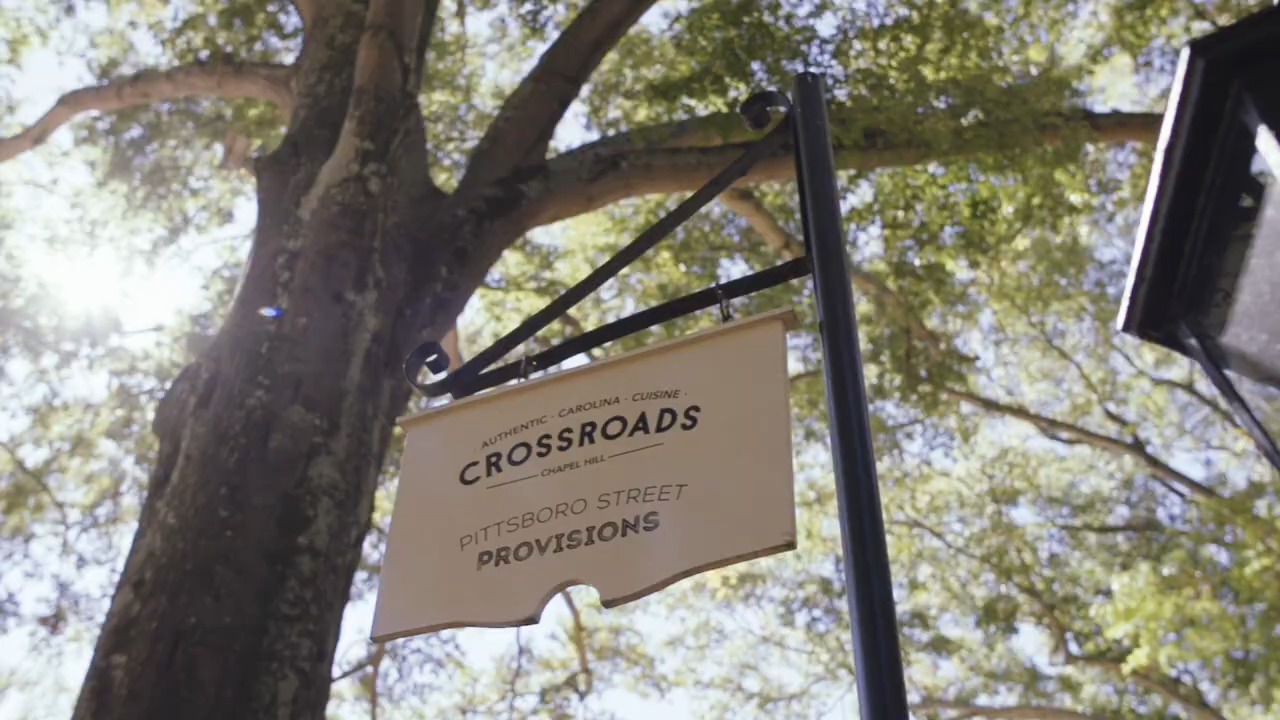 AUTHENTIC · CAROLINA · CUISINE ·
CROSSROADS
CHAPEL HILL
PITTSBORO STREET
PROVISIONS